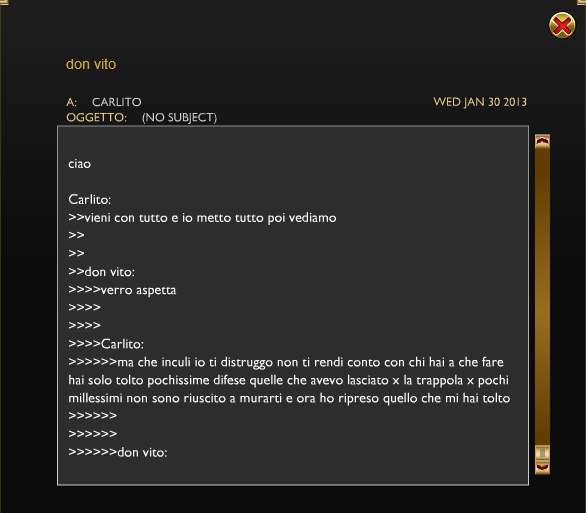 don vito
A: CARLITO WED JAN 30 2013
OGGETTO: (NO SUBJECT)
ciao
Carlito:
>>vieni con tutto e io metto tutto poi vediamo
>>
>>
>>don vito:
>>>>verro aspetta
>>>>
>>>>
>>>>Carlito:
>>>>>>ma che inculi io ti distruggo non ti rendi conto con chi hai a che fare
hai solo tolto pochissime difese quelle che avevo lasciato x la trappola x pochi
millessimi non sono riuscito a murarti e ora ho ripreso quello che mi hai tolto
>>>>>>
>>>>>>
>>>>>>don vito: